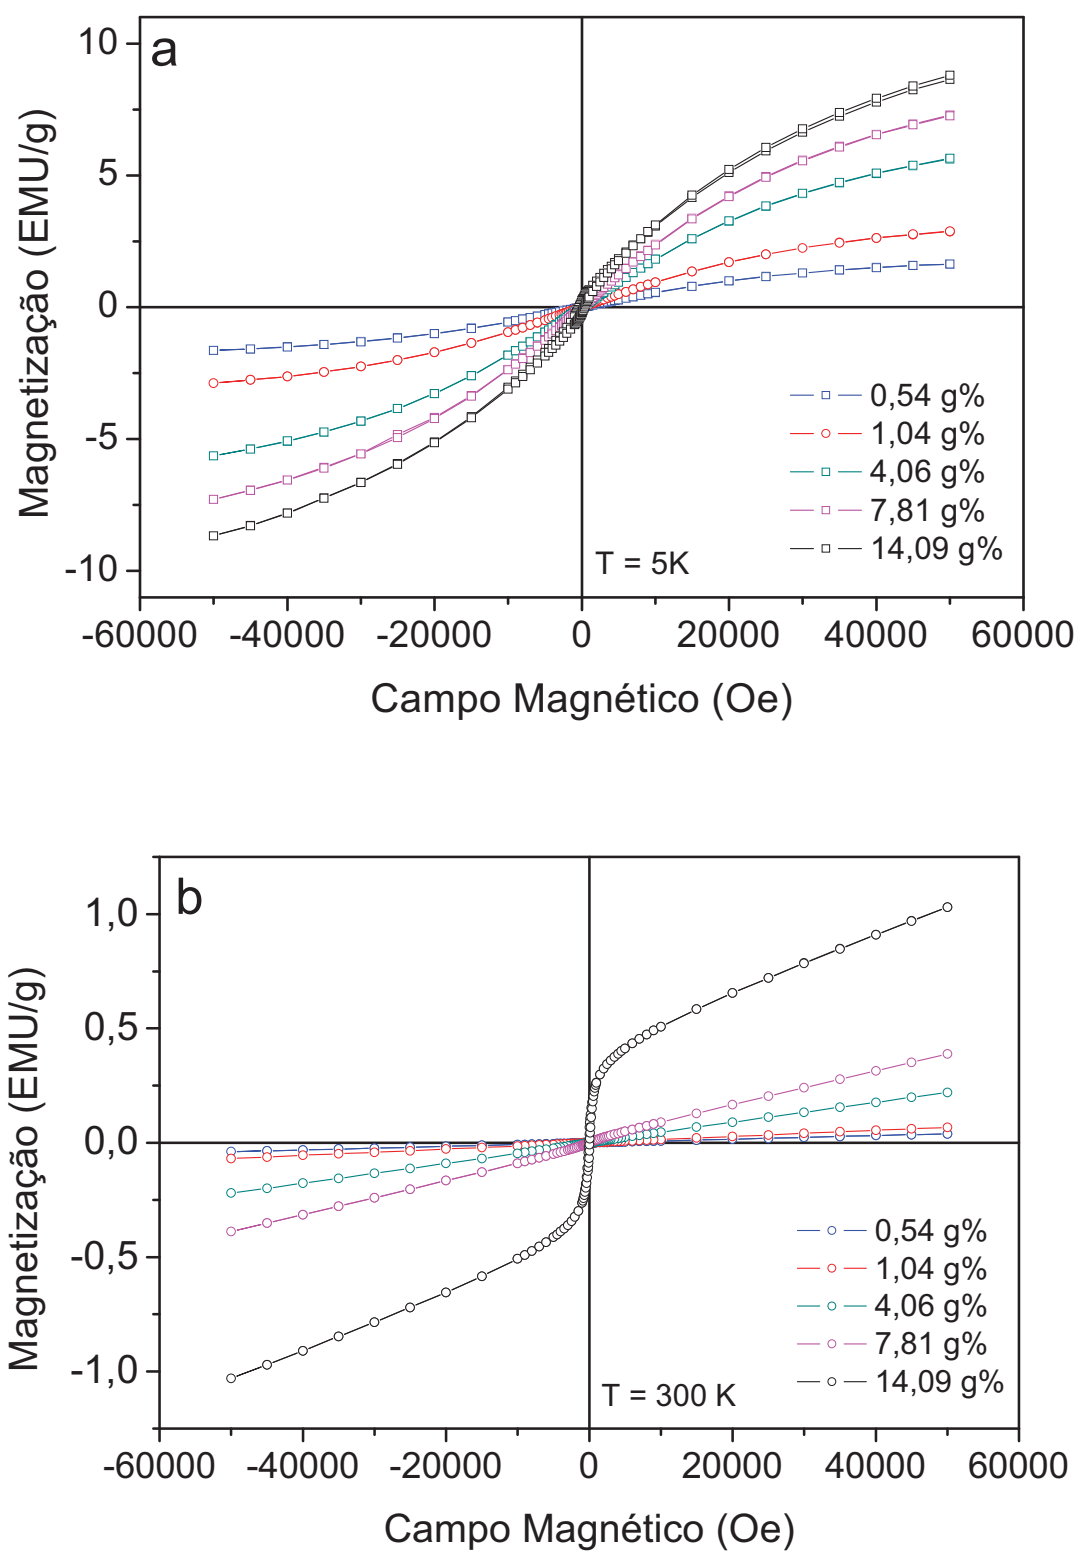 a
10
5
0
-5
-10
Magnetização (EMU/g)
0,54 g%
1,04 g%
4,06 g%
7,81 g%
14,09 g%
T = 5K
-60000 -40000 -20000 0 20000 40000 60000
Campo Magnético (Oe)
b
1,0
0,5
0,0
-0,5
-1,0
Magnetização (EMU/g)
0,54 g%
1,04 g%
4,06 g%
7,81 g%
14,09 g%
T = 300 K
-60000 -40000 -20000 0 20000 40000 60000
Campo Magnético (Oe)